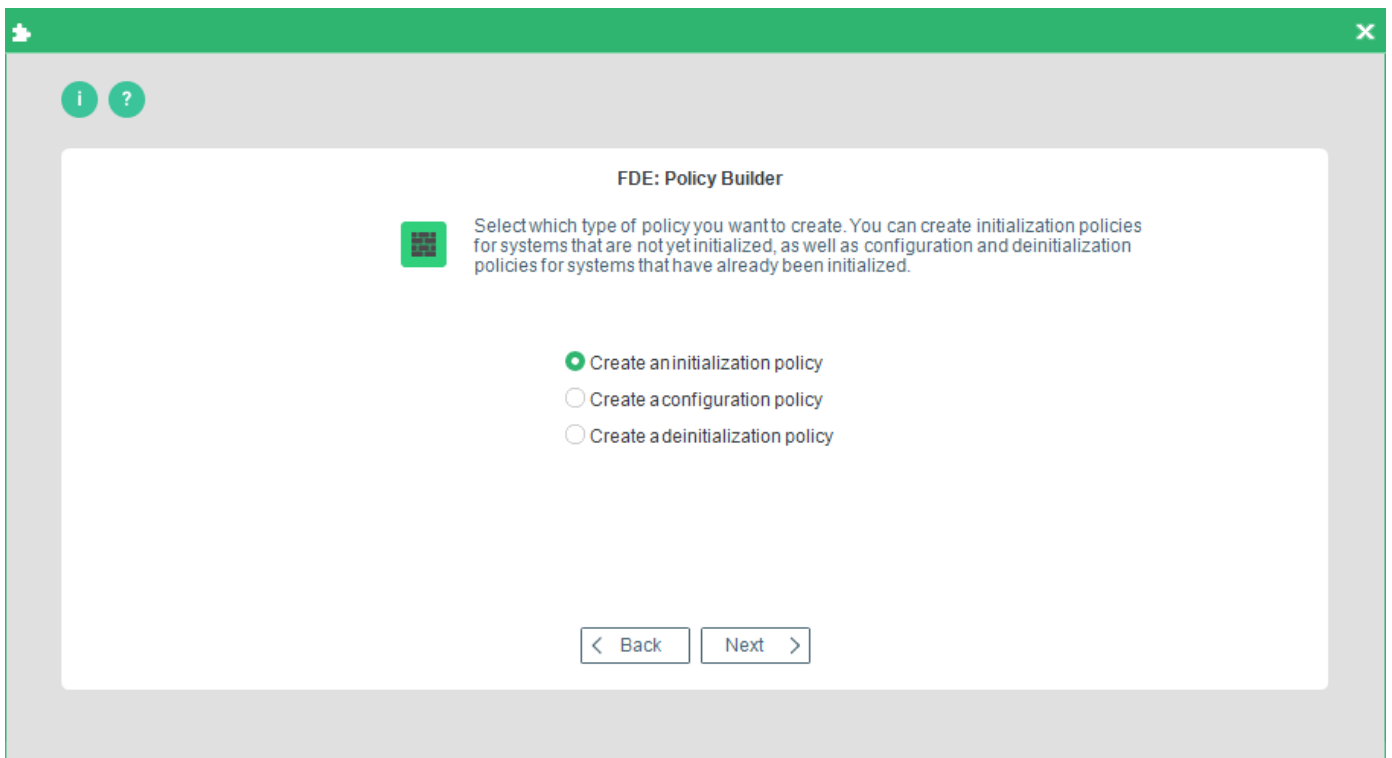 i ?
FDE: Policy Builder
Select which type of policy you want to create. You can create initialization policies
for systems that are not yet initialized, as well as configuration and deinitialization
policies for systems that have already been initialized.
Create an initialization policy
Create a configuration policy
Create a deinitialization policy
Back Next